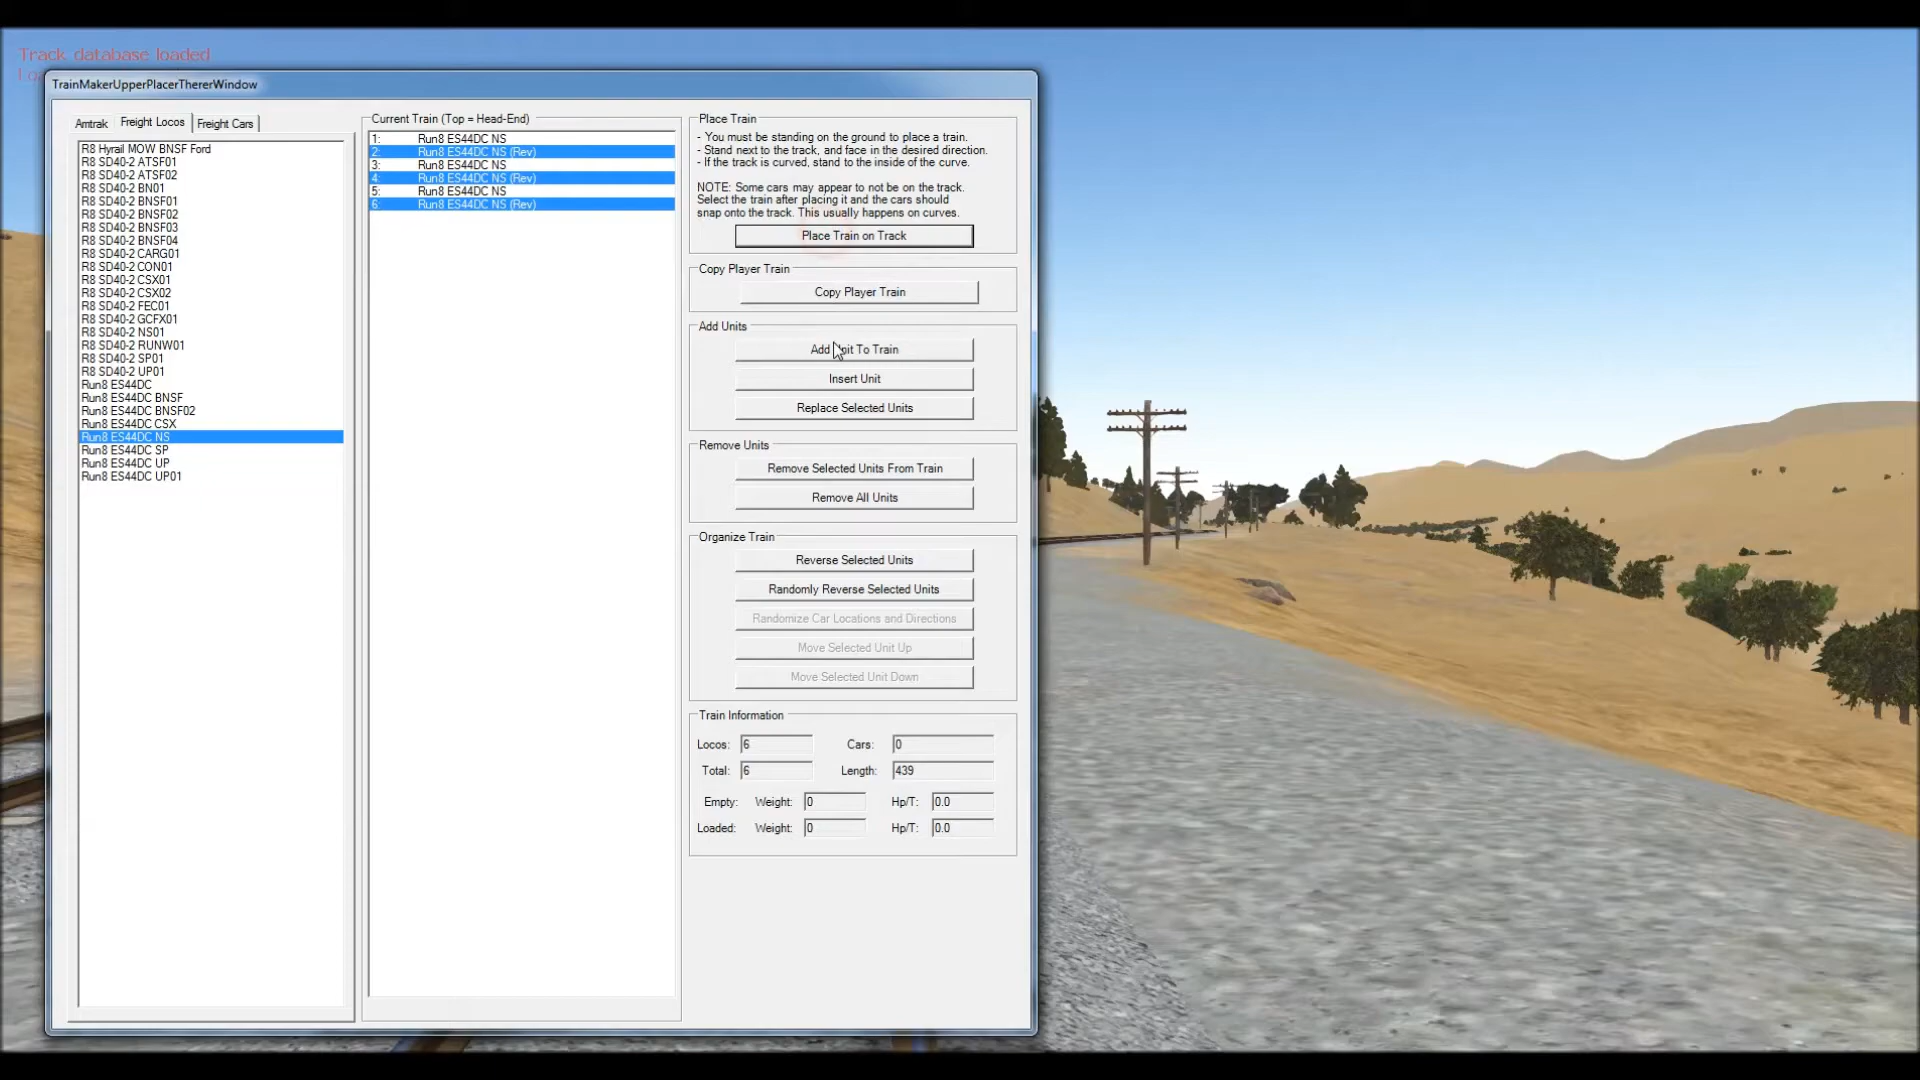 Track database loaded
TrainMakerUpperPlacerThererWindow
Amtrak
Freight Locos
Freight Cars
R8 Hyrail MOW BNSF Ford
R8 SD40-2 ATSF01
R8 SD40-2 ATSF02
R8 SD40-2 BN01
R8 SD40-2 BNSF01
R8 SD40-2 BNSF02
R8 SD40-2 BNSF03
R8 SD40-2 BNSF04
R8 SD40-2 CARG01
R8 SD40-2 CON01
R8 SD40-2 CSX01
R8 SD40-2 CSX02
R8 SD40-2 FEC01
R8 SD40-2 GCFX01
R8 SD40-2 NS01
R8 SD40-2 RUNW01
R8 SD40-2 SP01
R8 SD40-2 UP01
Run8 ES44DC
Run8 ES44DC BNSF
Run8 ES44DC BNSF02
Run8 ES44DC CSX
Run8 ES44DC NS
Run8 ES44DC SP
Run8 ES44DC UP
Run8 ES44DC UP01
Current Train (Top = Head-End)
1: Run8 ES44DC NS
2: Run8 ES44DC NS (Rev)
3: Run8 ES44DC NS
4: Run8 ES44DC NS (Rev)
5: Run8 ES44DC NS
6: Run8 ES44DC NS (Rev)
Place Train
- You must be standing on the ground to place a train.
- Stand next to the track, and face in the desired direction.
- If the track is curved, stand to the inside of the curve.
NOTE: Some cars may appear to not be on the track.
Select the train after placing it and the cars should
snap onto the track. This usually happens on curves.
Place Train on Track
Copy Player Train
Copy Player Train
Add Units
Add Unit To Train
Insert Unit
Replace Selected Units
Remove Units
Remove Selected Units From Train
Remove All Units
Organize Train
Reverse Selected Units
Randomly Reverse Selected Units
Randomize Car Locations and Directions
Move Selected Unit Up
Move Selected Unit Down
Train Information
Locos: 6 Cars: 0
Total: 6 Length: 439
Empty: Weight: 0 Hp/T: 0.0
Loaded: Weight: 0 Hp/T: 0.0